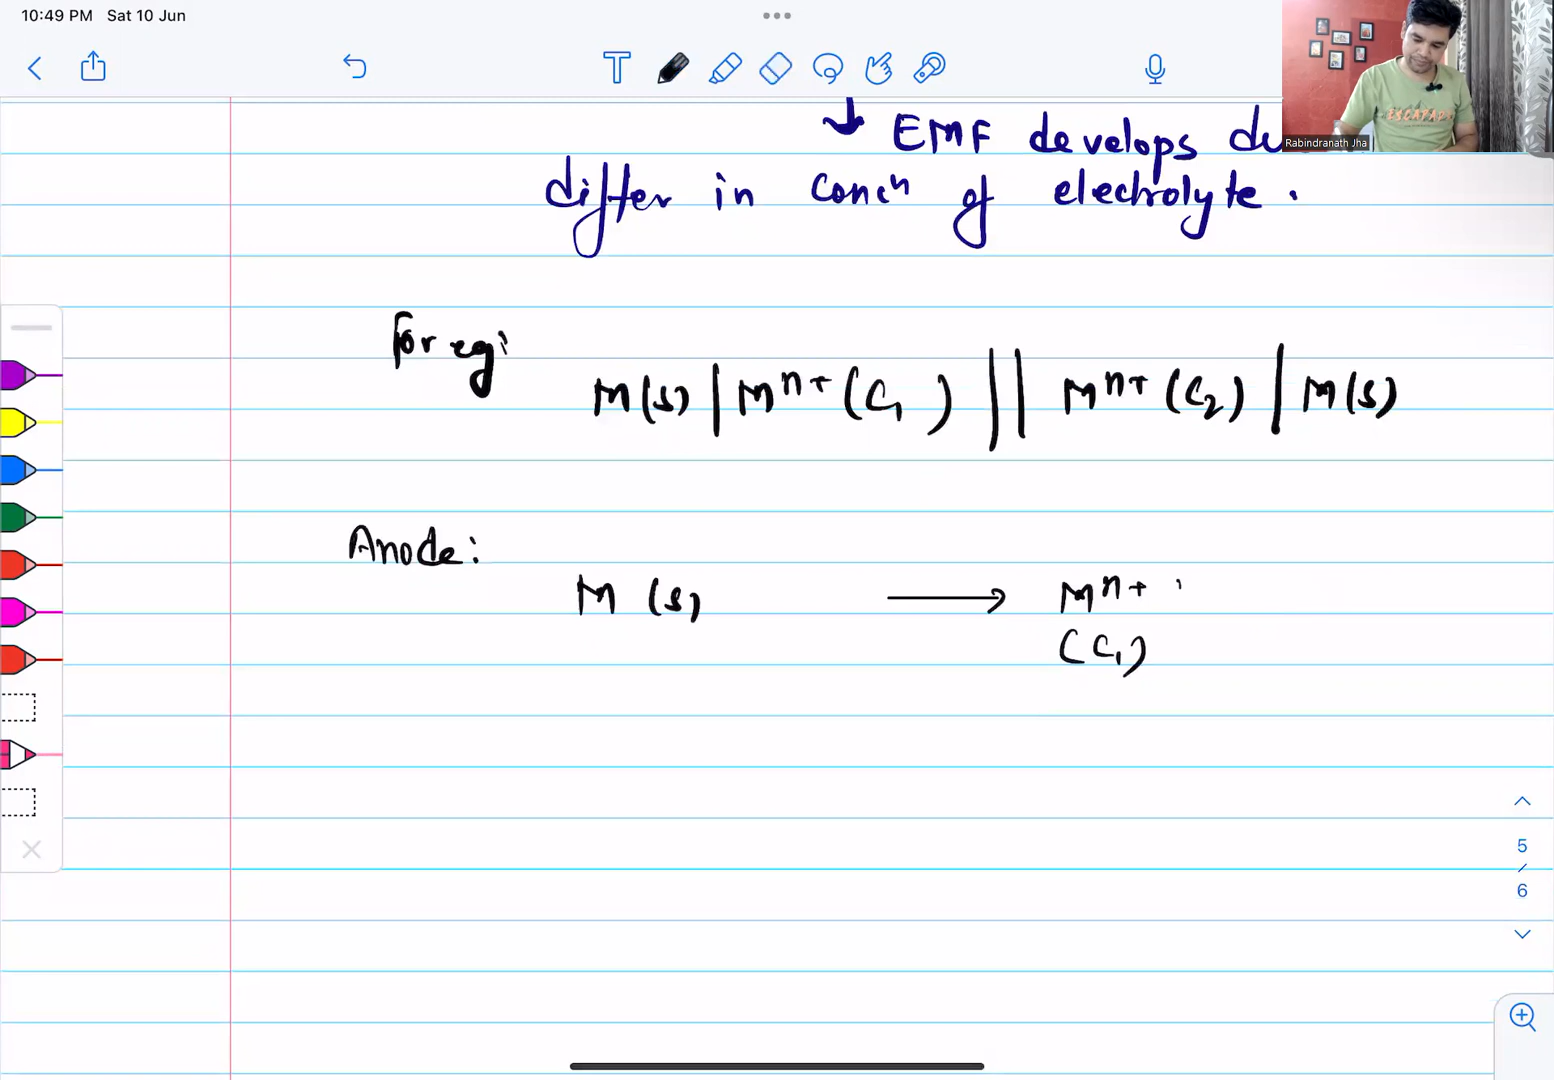 10:49 PM Sat 10 Jun
EMF develops
differ in concⁿ of electrolyte.
Rabindranath Jha
For eg:
M(s) | Mⁿ⁺ (C₁) || Mⁿ⁺ (C₂) | M(s)
Anode:
M (s) ⟶ Mⁿ⁺
(C₁)
5
/
6